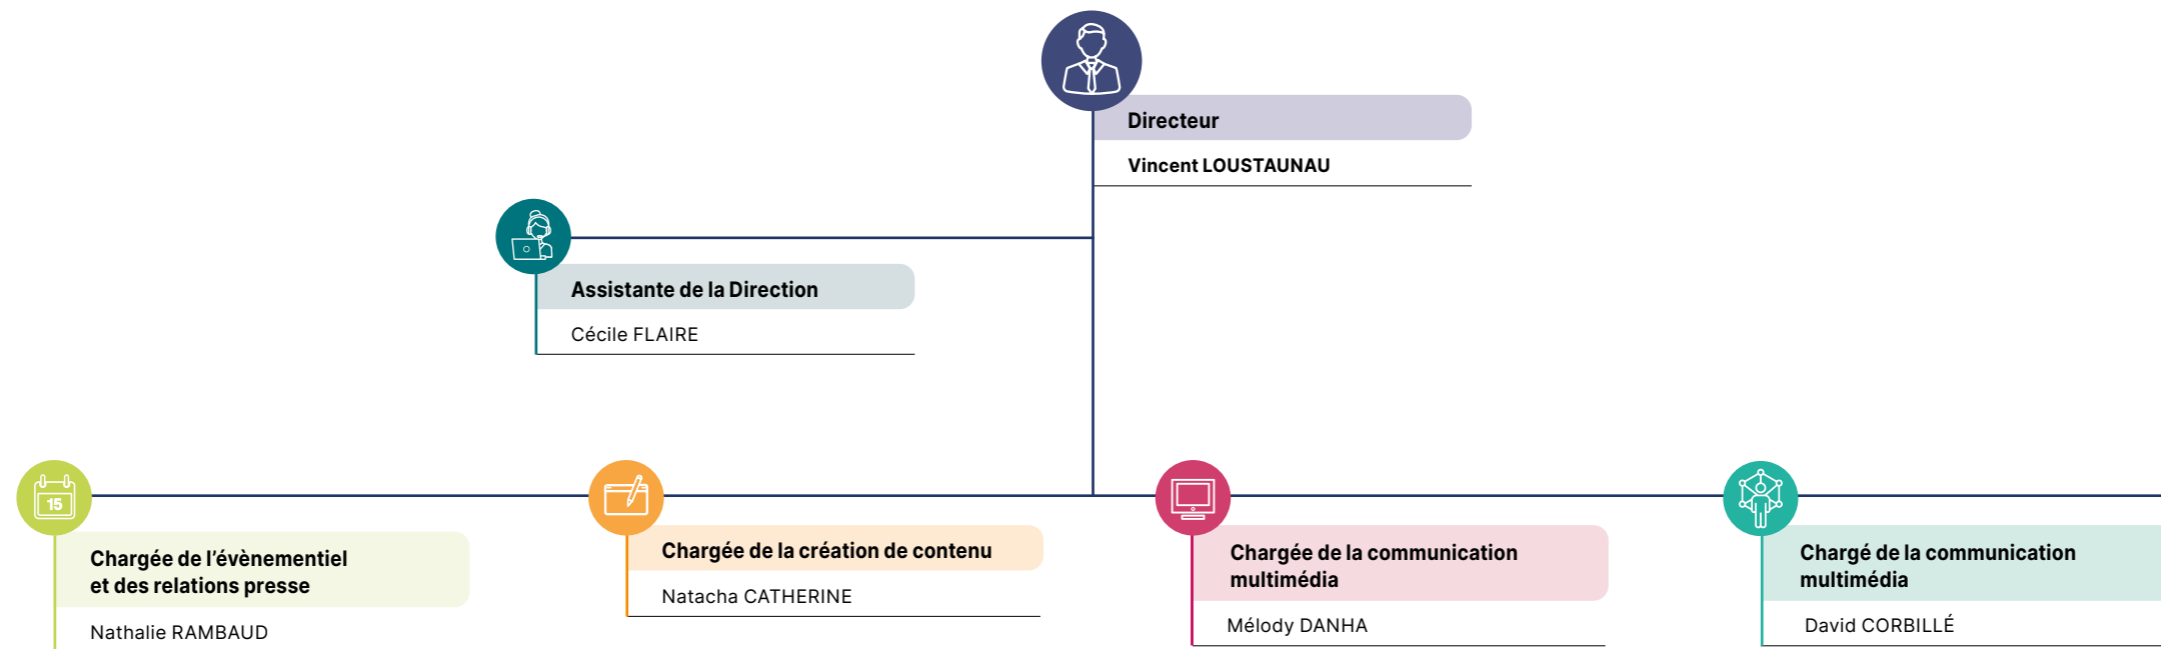 Directeur
Vincent LOUSTAUNAU
Assistante de la Direction
Cécile FLAIRE
15
Chargée de l'évènementiel
et des relations presse
Nathalie RAMBAUD
Chargée de la création de contenu
Natacha CATHERINE
Chargée de la communication
multimédia
Mélody DANHA
Chargé de la communication
multimédia
David CORBILLÉ